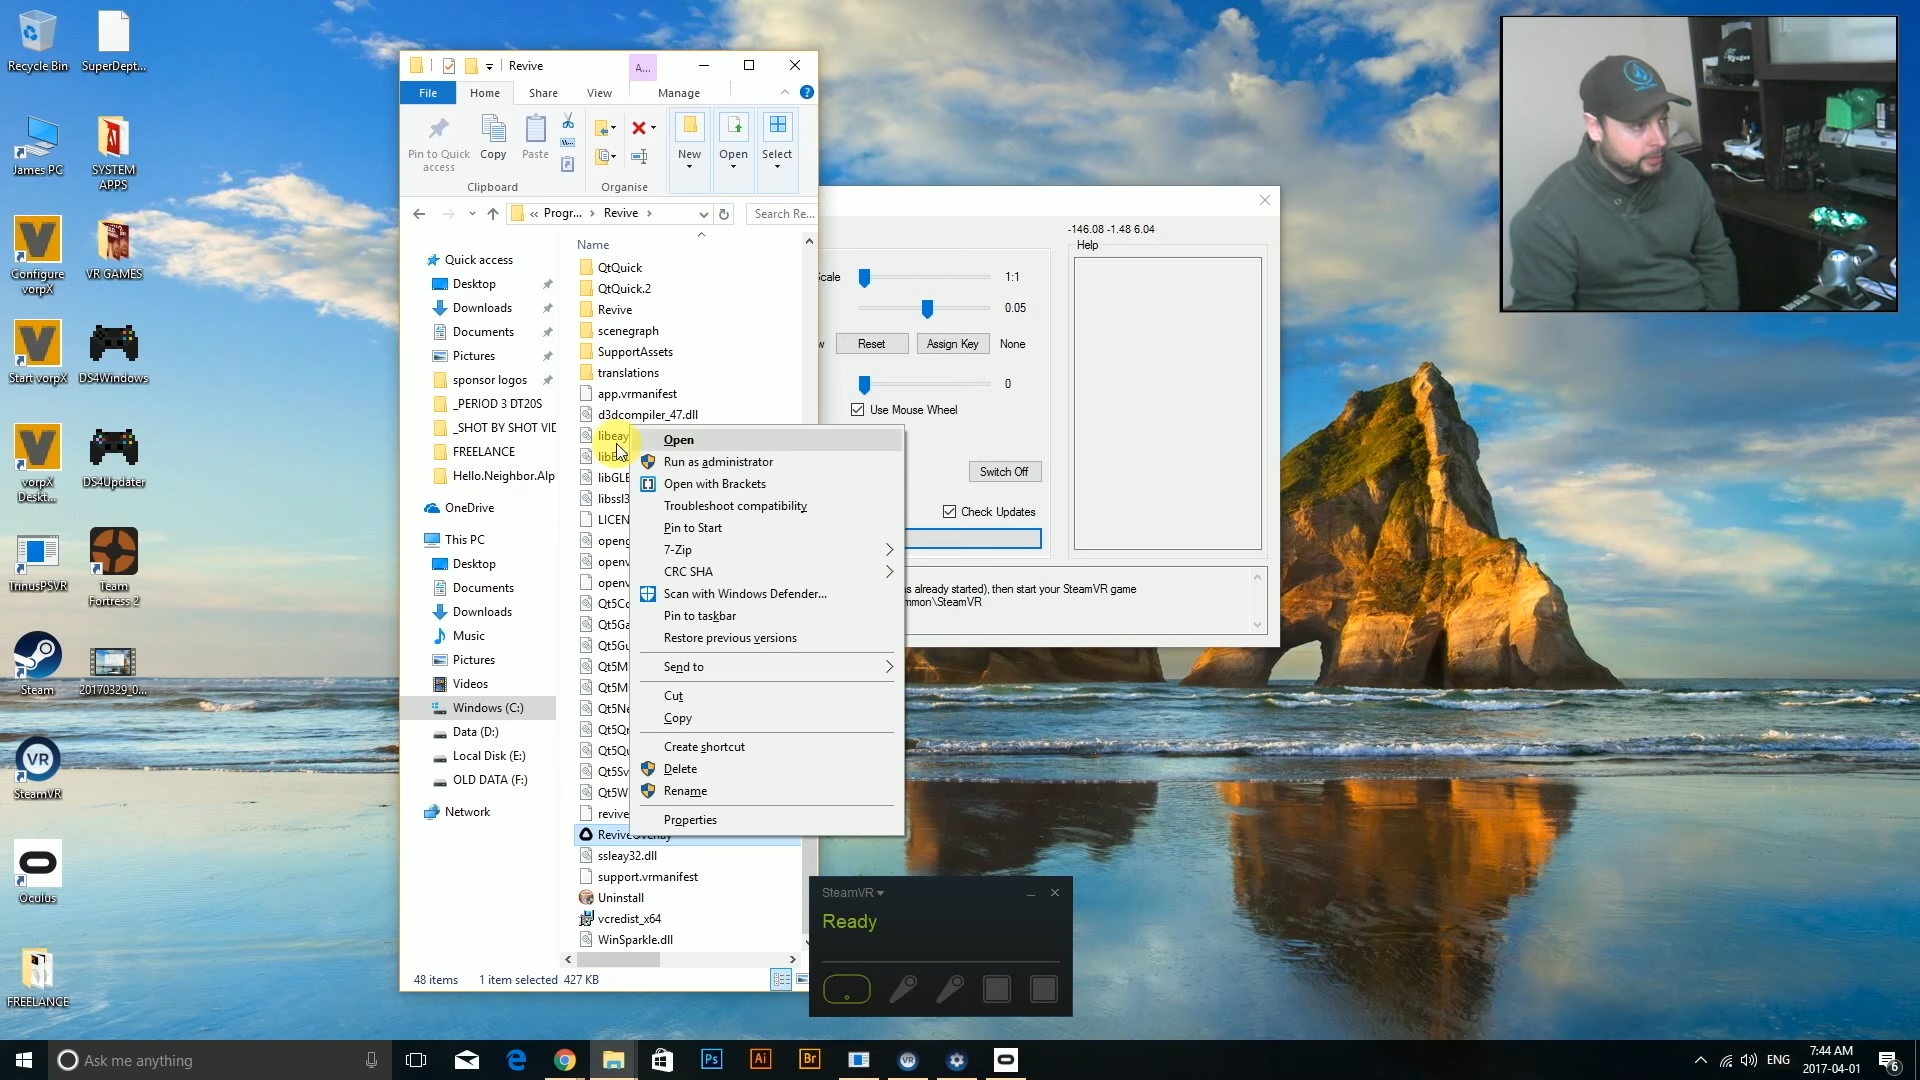 Recycle Bin
SuperDept...
James PC
SYSTEM
APPS
Configure
vorpX
VR GAMES
Start vorpX
DS4Windows
vorpX
Deskt...
DS4Updater
TrinusPSVR
Team
Fortress 2
Steam
20170329_0...
VR
SteamVR
Oculus
FREELANCE
Revive
A...
File
Home
Share
View
Manage
Pin to Quick
access
Copy
Paste
New
Open
Select
Clipboard
Organise
« Progr... > Revive >
Search Re...
Name
Quick access
Desktop
Downloads
Documents
Pictures
sponsor logos
_PERIOD 3 DT20S
_SHOT BY SHOT VID
FREELANCE
Hello.Neighbor.Alp
OneDrive
This PC
Desktop
Documents
Downloads
Music
Pictures
Videos
Windows (C:)
Data (D:)
Local Disk (E:)
OLD DATA (F:)
Network
QtQuick
QtQuick.2
Revive
scenegraph
SupportAssets
translations
app.vrmanifest
d3dcompiler_47.dll
libeay
libE
libGLE
libssl3
LICEN
openg
openv
openv
Qt5Co
Qt5Ga
Qt5Gu
Qt5M
Qt5M
Qt5Ne
Qt5Q
Qt5Qu
Qt5Sv
Qt5W
revive
ReviveOverlay
ssleay32.dll
support.vrmanifest
Uninstall
vcredist_x64
WinSparkle.dll
48 items
1 item selected 427 KB
Open
Run as administrator
Open with Brackets
Troubleshoot compatibility
Pin to Start
7-Zip
CRC SHA
Scan with Windows Defender...
Pin to taskbar
Restore previous versions
Send to
Cut
Copy
Create shortcut
Delete
Rename
Properties
-146.08 -1.48 6.04
Help
Scale
1:1
0.05
w
Reset
Assign Key
None
0
Use Mouse Wheel
Switch Off
Check Updates
s already started), then start your SteamVR game
mmon\SteamVR
SteamVR
Ready
Ask me anything
Ps
Ai
Br
VR
ENG
7:44 AM
2017-04-01
6